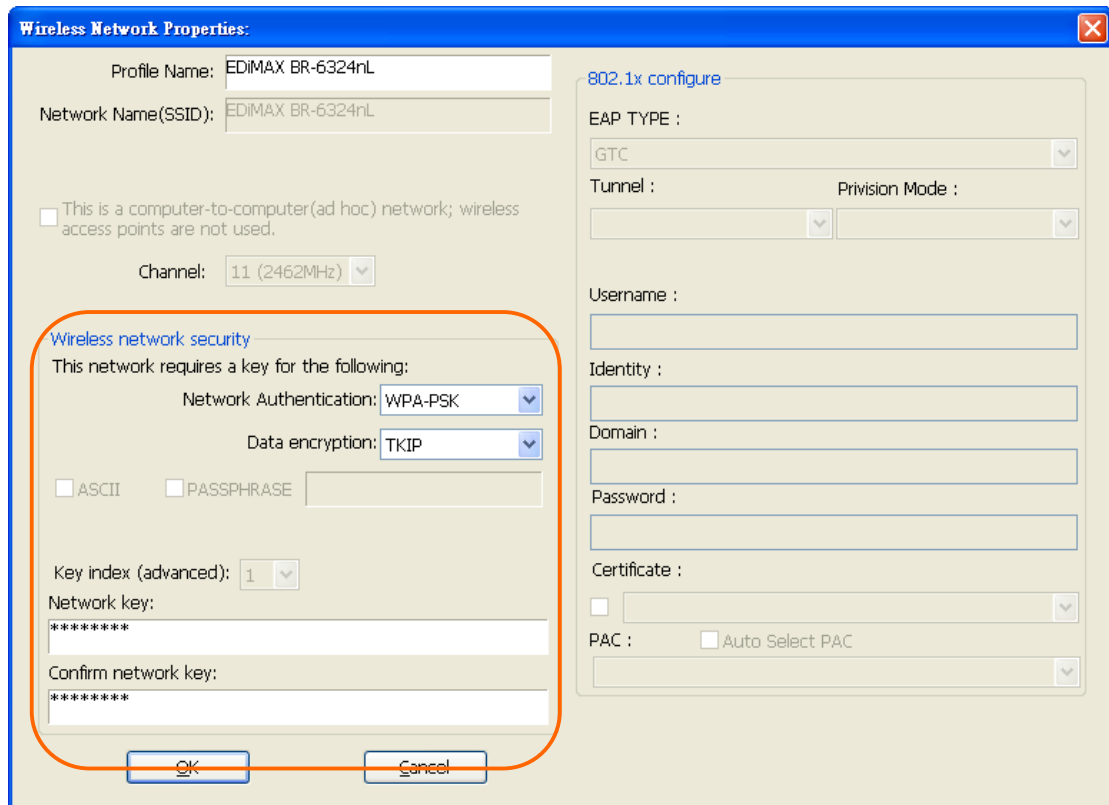 Wireless Network Properties:
Profile Name: EDiMAX BR-6324nL
Network Name(SSID): EDiMAX BR-6324nL
This is a computer-to-computer(ad hoc) network; wireless
access points are not used.
Channel: 11 (2462MHz)
Wireless network security
This network requires a key for the following:
Network Authentication: WPA-PSK
Data encryption: TKIP
ASCII PASSPHRASE
Key index (advanced): 1
Network key:
********
Confirm network key:
********
OK Cancel
802.1x configure
EAP TYPE :
GTC
Tunnel : Privision Mode :
Username :
Identity :
Domain :
Password :
Certificate :
PAC : Auto Select PAC